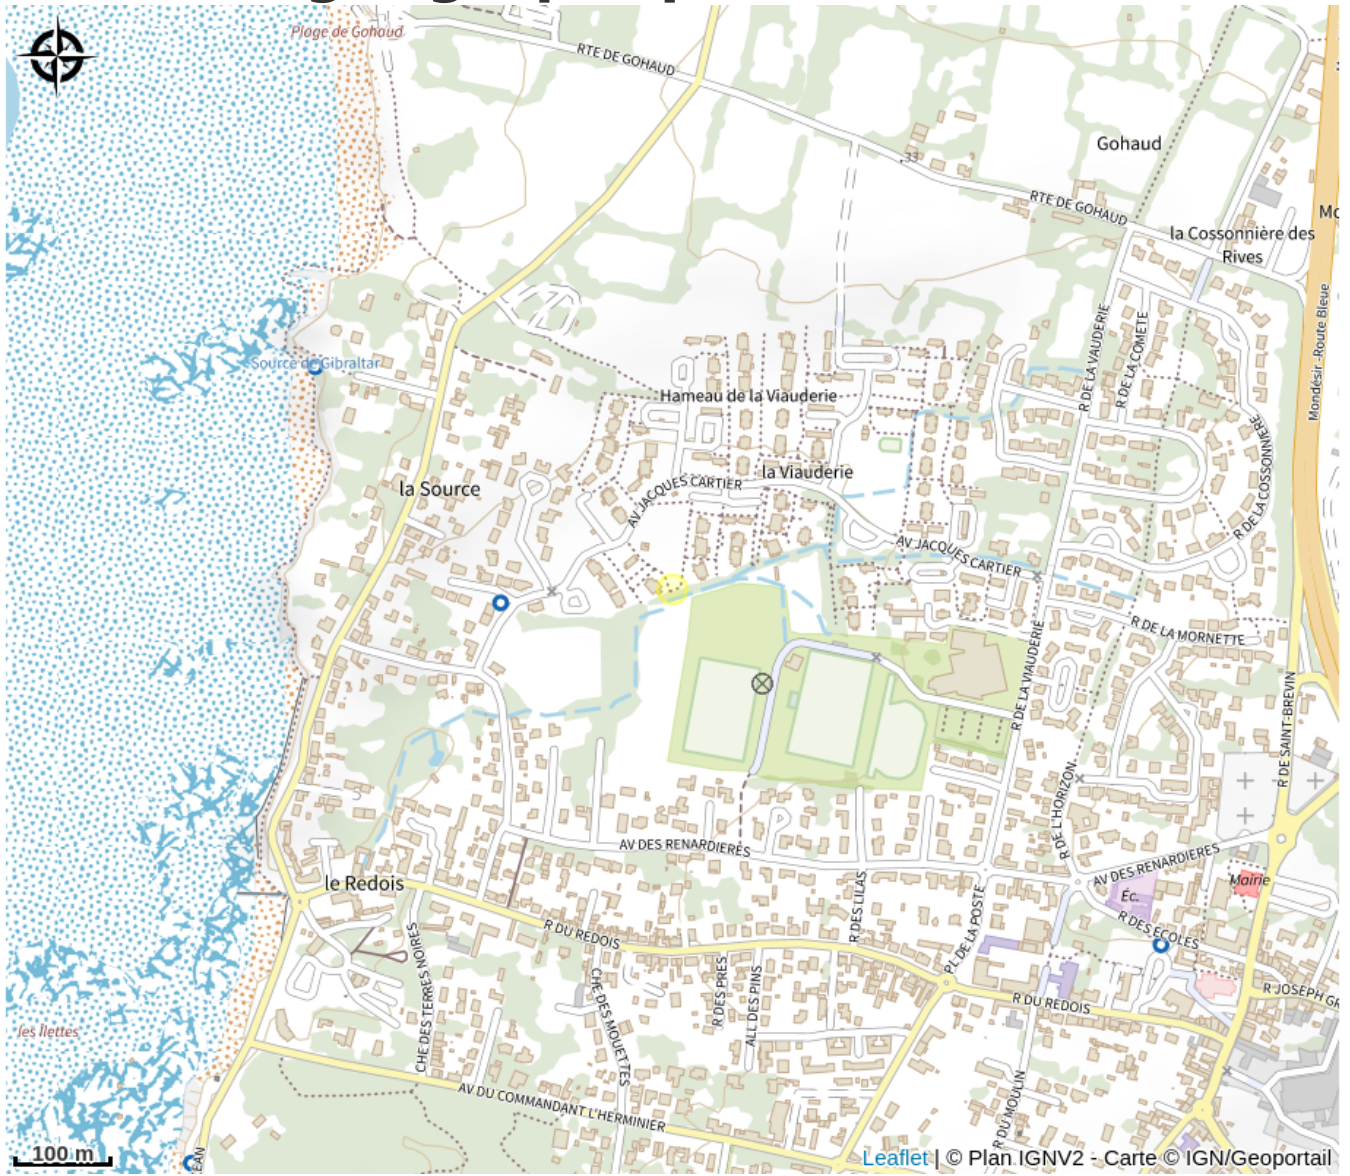 Plage de Gohaud
RTE DE GOHAUD
Gohaud
.33
RTE DE GOHAUD
la Cossonnière des
Rives
Mondésir -Route Bleue
R DE LA VIAUDERIE
R DE LA COMETE
Source de Gibraltar
Hameau de la Viauderie
R DE LA COSSONNIERE
la Viauderie
la Source
AV JACQUES CARTIER
AV JACQUES CARTIER
R DE LA MORNETTE
R DE LA VIAUDERIE
R DE SAINT-BREVIN
R DE L'HORIZON
AV DES RENARDIERES
AV DES RENARDIERES
le Redois
Mairie
Éc.
R DES ECOLES
R DES LILAS
PL DE LA POSTE
R DU REDOIS
CHE DES TERRES NOIRES
CHE DES MOUETTES
R DES PRES
ALL DES PINS
R DU REDOIS
R JOSEPH GR
les Ilettes
AV DU COMMANDANT L'HERMINIER
R DU MOULIN
EAN
100 m
Leaflet | © Plan IGNV2 - Carte © IGN/Geoportail